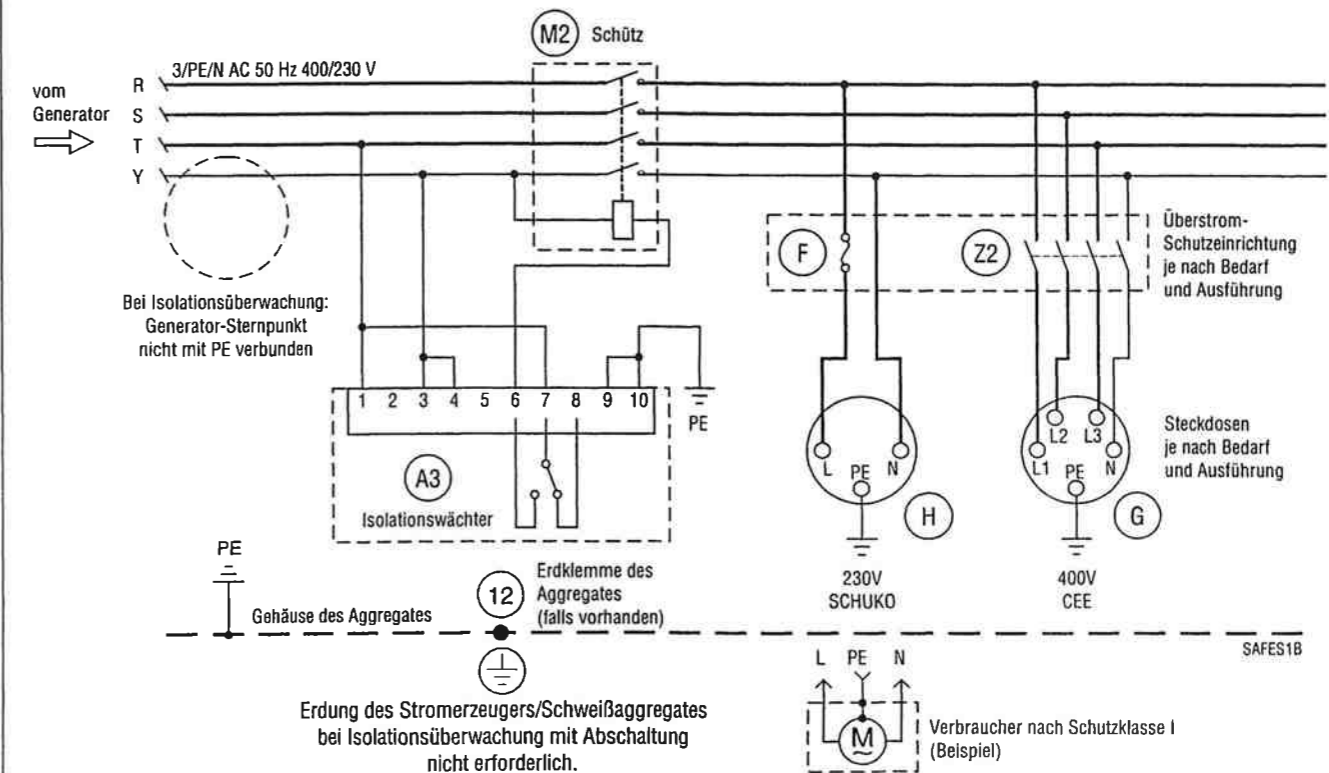 M2 Schütz
3/PE/N AC 50 Hz 400/230 V
vom
Generator
R
S
T
Y
Bei Isolationsüberwachung:
Generator-Sternpunkt
nicht mit PE verbunden
F
Z2
Überstrom-
Schutzeinrichtung
je nach Bedarf
und Ausführung
1 2 3 4 5 6 7 8 9 10
PE
A3
Isolationswächter
L PE N
H
230V
SCHUKO
L1 L2 PE L3 N
G
400V
CEE
Steckdosen
je nach Bedarf
und Ausführung
PE
Gehäuse des Aggregates
12
Erdklemme des
Aggregates
(falls vorhanden)
SAFES1B
Erdung des Stromerzeugers/Schweißaggregates
bei Isolationsüberwachung mit Abschaltung
nicht erforderlich.
L PE N
M
Verbraucher nach Schutzklasse I
(Beispiel)